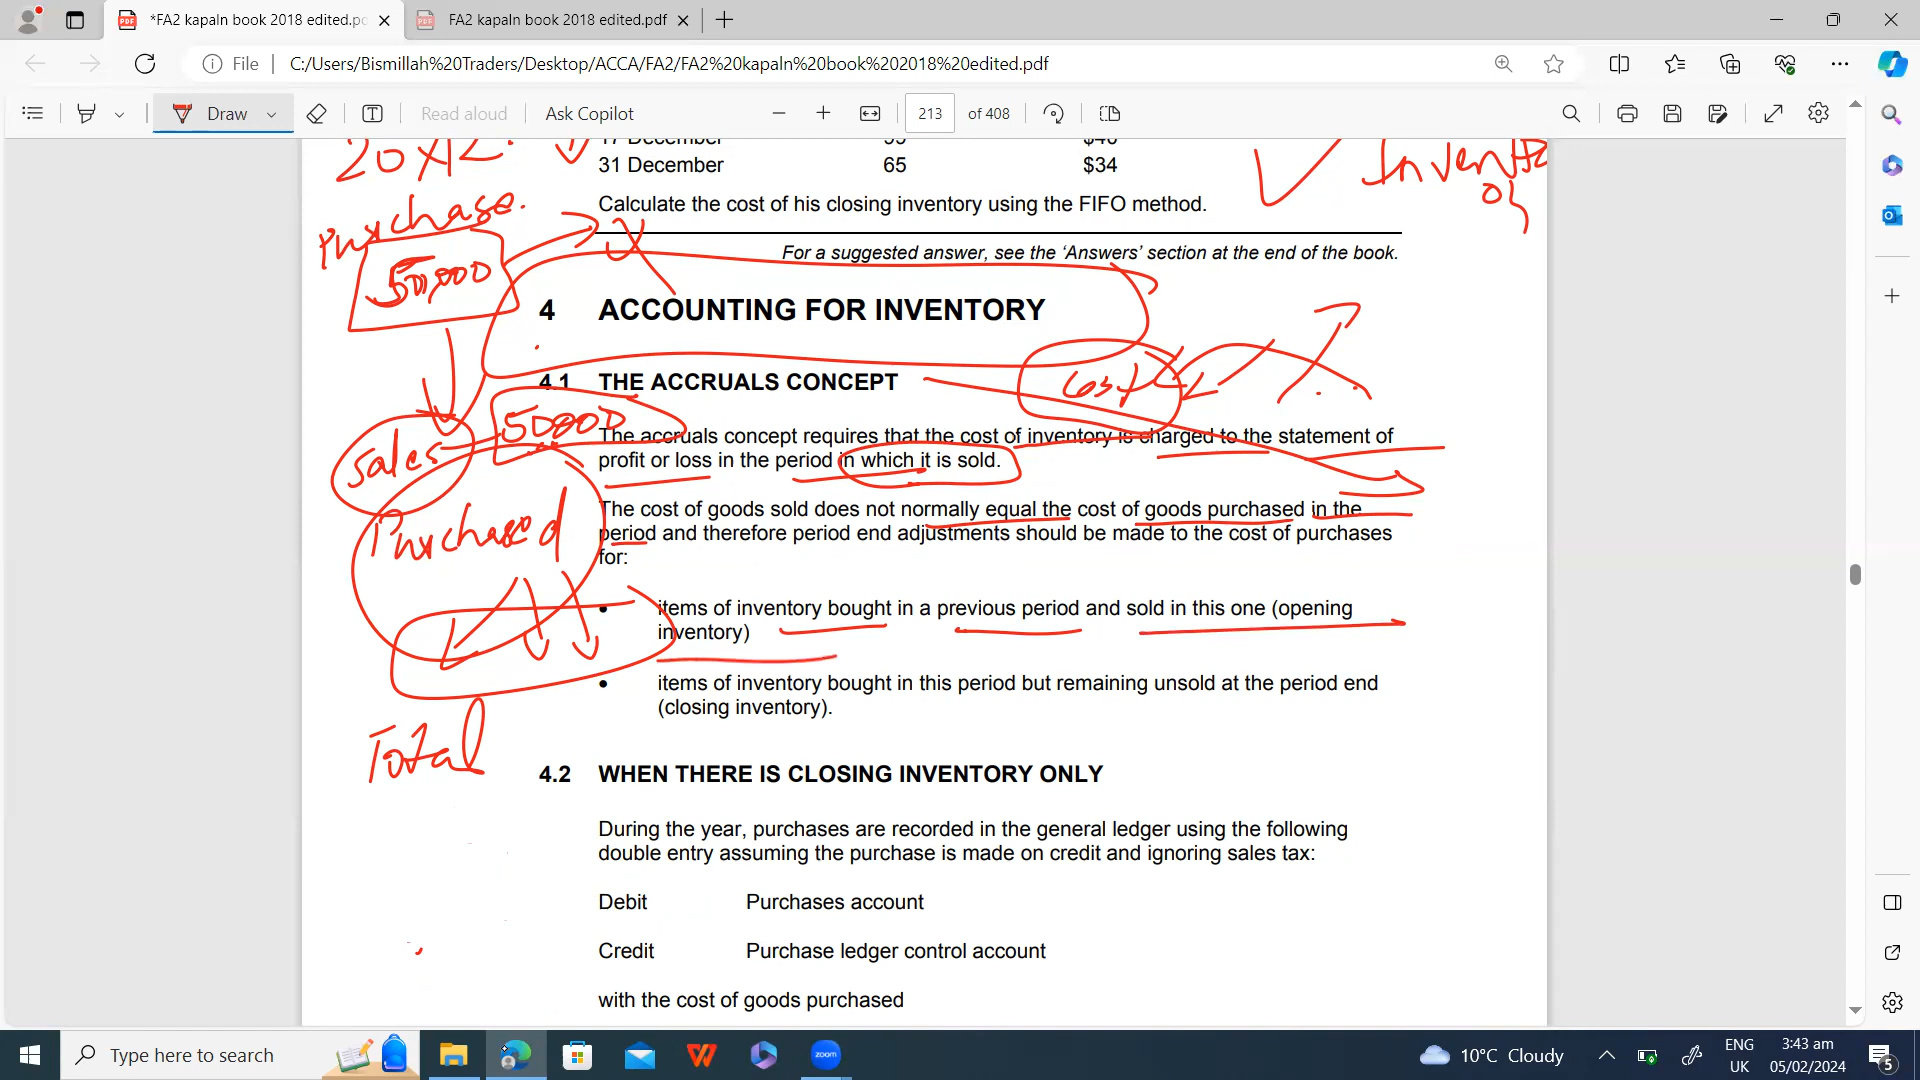 *FA2 kapaln book 2018 edited.pd
FA2 kapaln book 2018 edited.pdf
File
C:/Users/Bismillah%20Traders/Desktop/ACCA/FA2/FA2%20kapaln%20book%202018%20edited.pdf
Draw
Read aloud
Ask Copilot
213
of 408
31 December 65 $34
Calculate the cost of his closing inventory using the FIFO method.
For a suggested answer, see the ‘Answers’ section at the end of the book.
Purchase.
50,000
4 ACCOUNTING FOR INVENTORY
4.1 THE ACCRUALS CONCEPT
Cost
Sales
50000
The accruals concept requires that the cost of inventory is charged to the statement of
profit or loss in the period in which it is sold.
Purchased
The cost of goods sold does not normally equal the cost of goods purchased in the
period and therefore period end adjustments should be made to the cost of purchases
for:
• items of inventory bought in a previous period and sold in this one (opening
inventory)
• items of inventory bought in this period but remaining unsold at the period end
(closing inventory).
Total
4.2 WHEN THERE IS CLOSING INVENTORY ONLY
During the year, purchases are recorded in the general ledger using the following
double entry assuming the purchase is made on credit and ignoring sales tax:
Debit Purchases account
Credit Purchase ledger control account
with the cost of goods purchased
Type here to search
zoom
10°C Cloudy
ENG
UK
3:43 am
05/02/2024
5